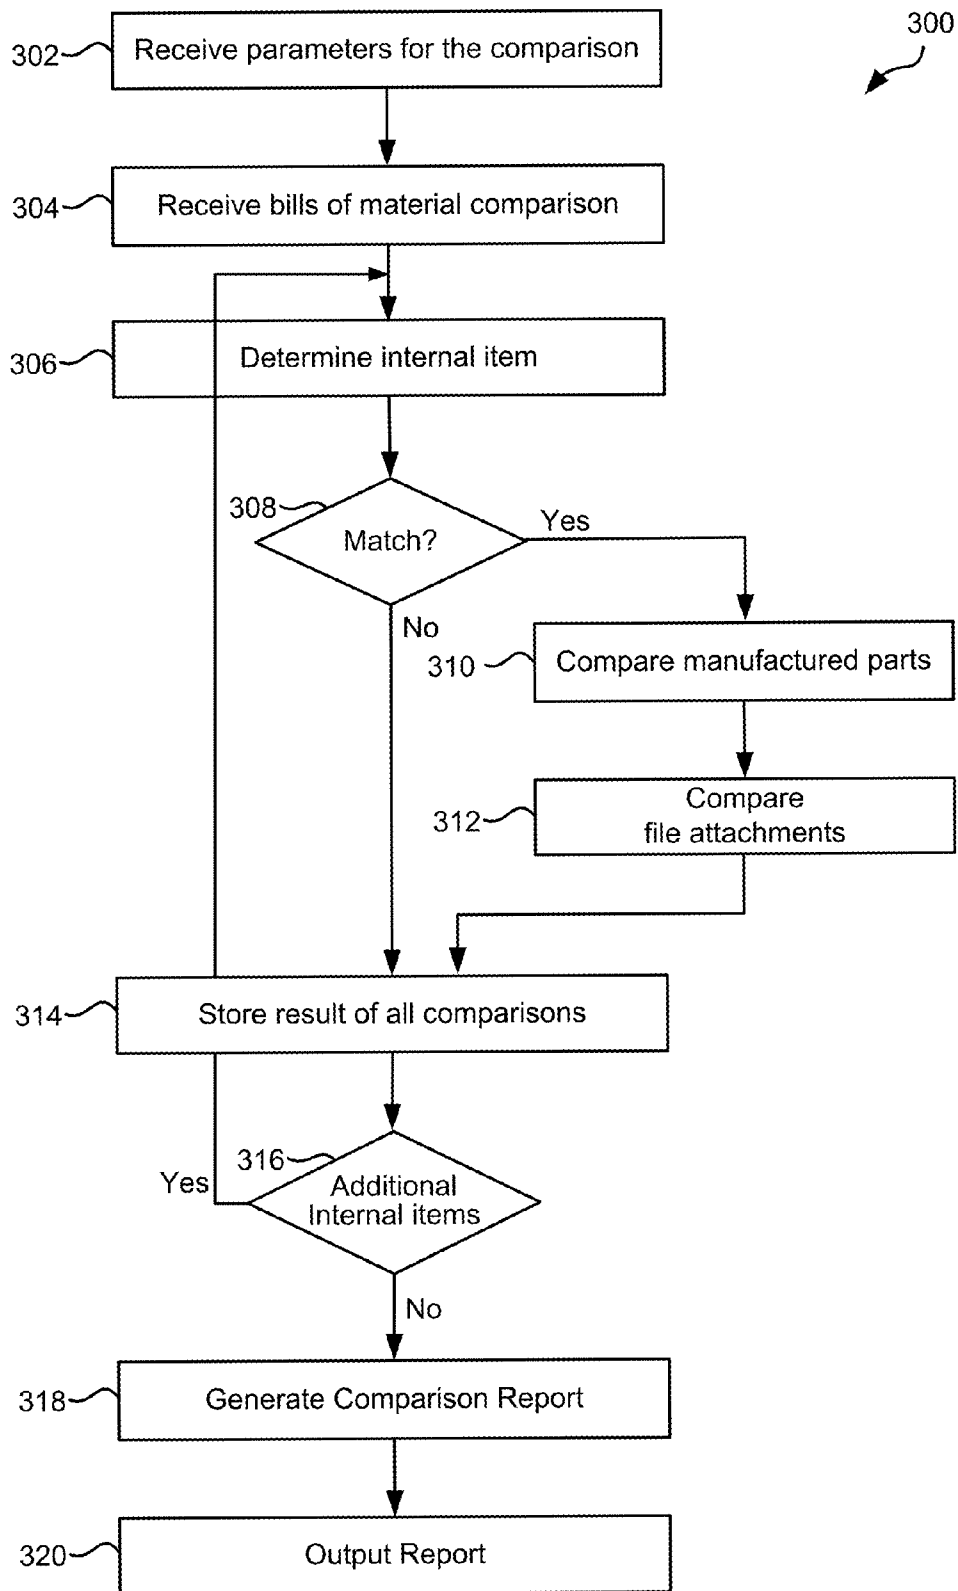 300
302
Receive parameters for the comparison
304
Receive bills of material comparison
306
Determine internal item
308
Match?
Yes
No
310
Compare manufactured parts
312
Compare
file attachments
314
Store result of all comparisons
316
Additional
Internal items
Yes
No
318
Generate Comparison Report
320
Output Report